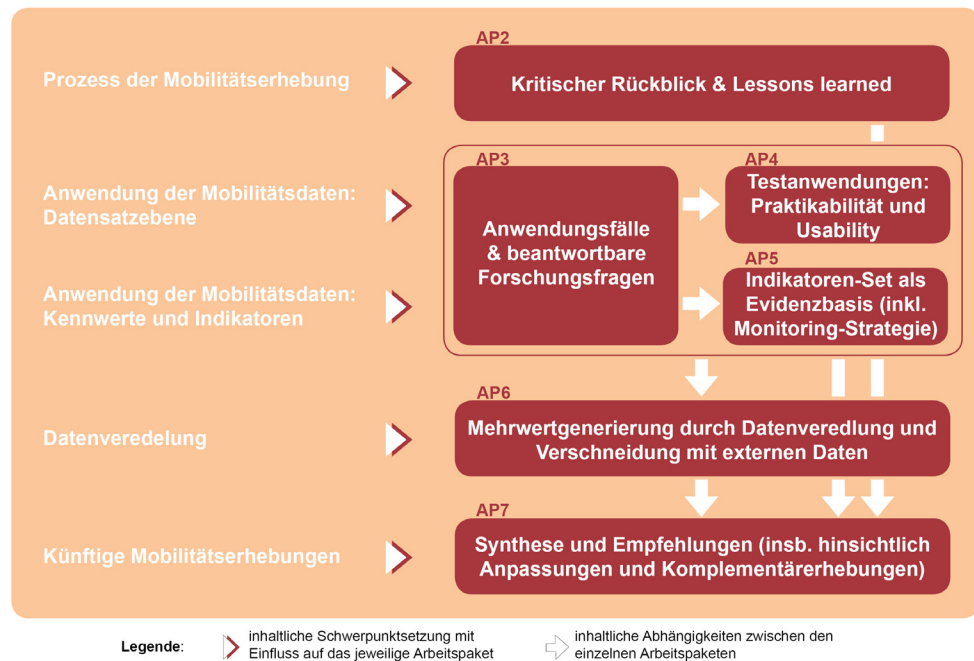 AP2
Prozess der Mobilitätserhebung
Kritischer Rückblick & Lessons learned
AP3
AP4
Anwendung der Mobilitätsdaten:
Datensatzebene
Anwendungsfälle
& beantwortbare
Forschungsfragen
Testanwendungen:
Praktikabilität und
Usability
AP5
Anwendung der Mobilitätsdaten:
Kennwerte und Indikatoren
Indikatoren-Set als
Evidenzbasis (inkl.
Monitoring-Strategie)
AP6
Datenveredelung
Mehrwertgenerierung durch Datenveredlung und
Verschneidung mit externen Daten
AP7
Künftige Mobilitätserhebungen
Synthese und Empfehlungen (insb. hinsichtlich
Anpassungen und Komplementärerhebungen)
Legende:
inhaltliche Schwerpunktsetzung mit
Einfluss auf das jeweilige Arbeitspaket
inhaltliche Abhängigkeiten zwischen den
einzelnen Arbeitspaketen